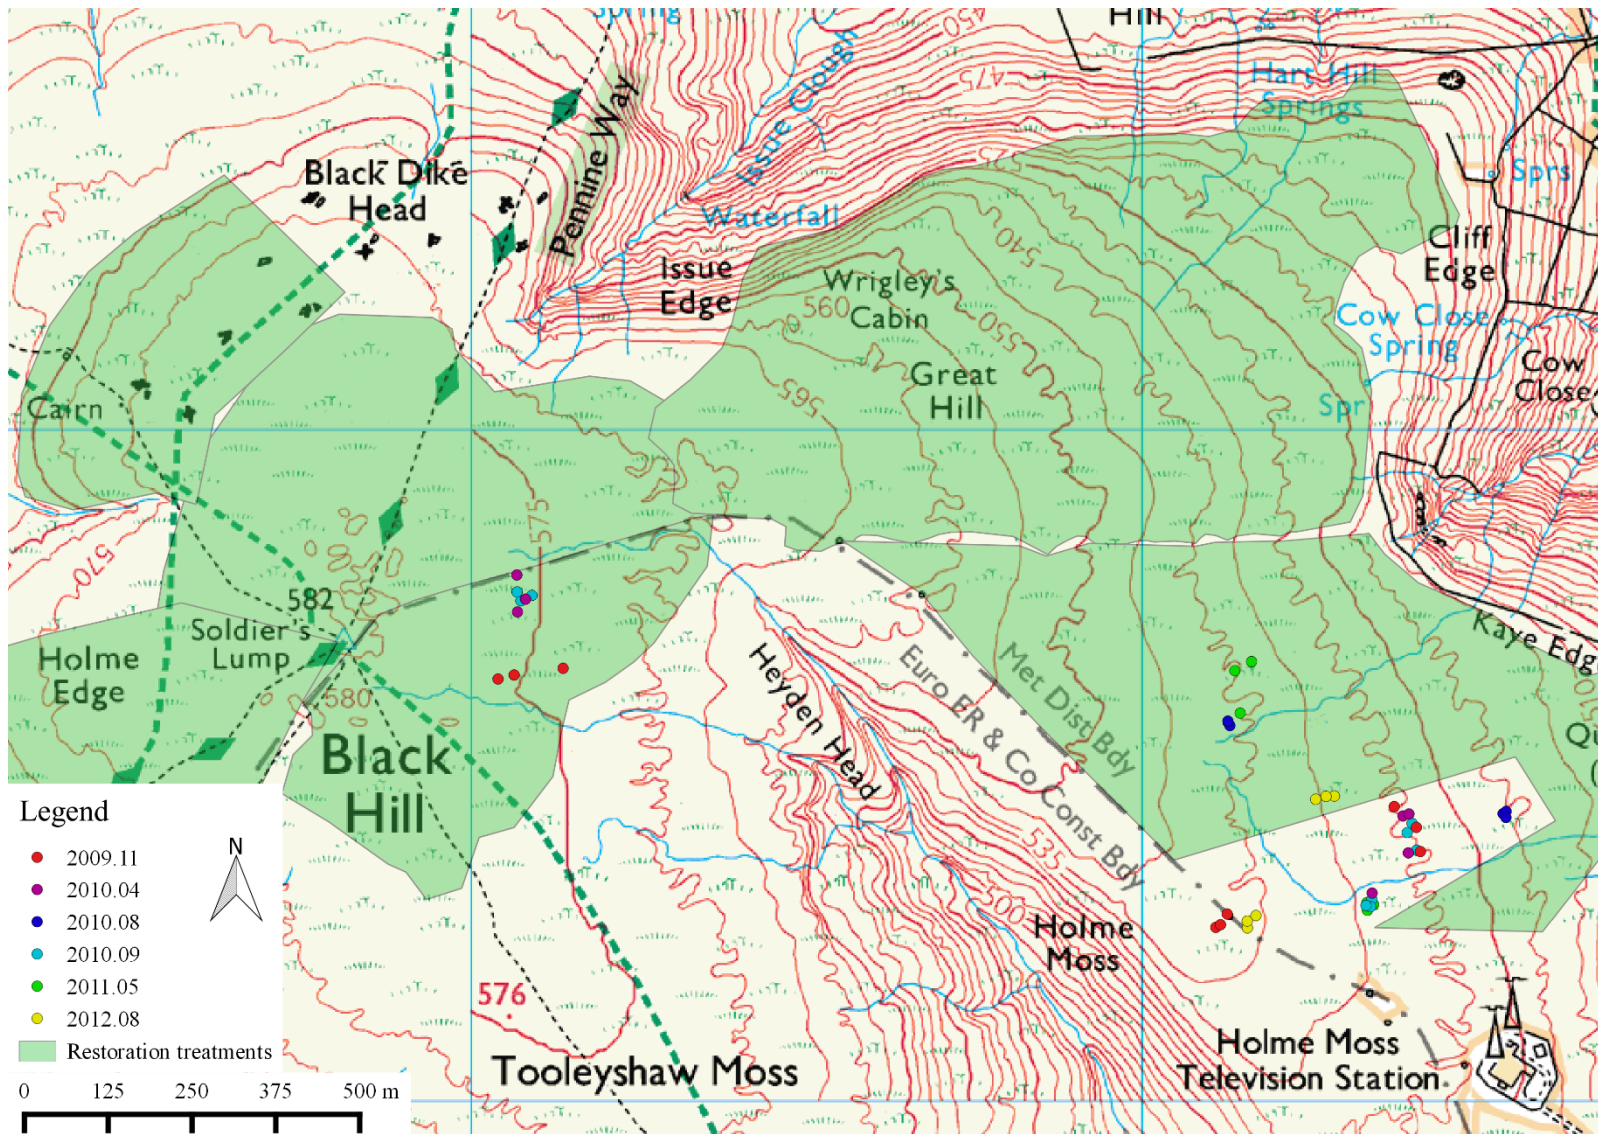 Spring
Hill
Issue Clough
450
475
Hart Hill
Springs
Pennine Way
Black Dike
Head
Sprs
Waterfall
Cliff
Edge
Issue
Edge
540
Wrigley's
Cabin
560
550
Cow Close
Spring
Cow
Close
Great
Hill
565
Spr
Cairn
575
570
582
Soldier's
Lump
Holme
Edge
580
Kaye Edg
Heyden Head
Met Dist Bdy
Euro ER & Co Const Bdy
Qu
(
Black
Hill
535
500
Holme
Moss
576
Tooleyshaw Moss
Holme Moss
Television Station
Legend
N
2009.11
2010.04
2010.08
2010.09
2011.05
2012.08
Restoration treatments
0 125 250 375 500 m